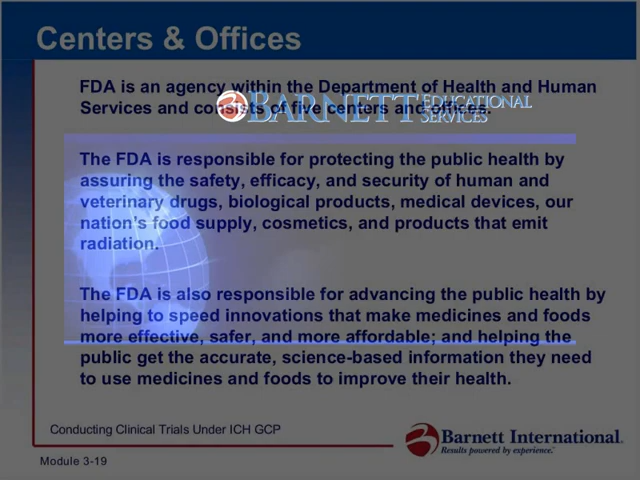 Centers & Offices
FDA is an agency within the Department of Health and Human
Services and consists of five centers and offices.
BARNETT EDUCATIONAL
SERVICES
The FDA is responsible for protecting the public health by
assuring the safety, efficacy, and security of human and
veterinary drugs, biological products, medical devices, our
nation's food supply, cosmetics, and products that emit
radiation.
The FDA is also responsible for advancing the public health by
helping to speed innovations that make medicines and foods
more effective, safer, and more affordable; and helping the
public get the accurate, science-based information they need
to use medicines and foods to improve their health.
Conducting Clinical Trials Under ICH GCP
Barnett International.
Results powered by experience.
Module 3-19